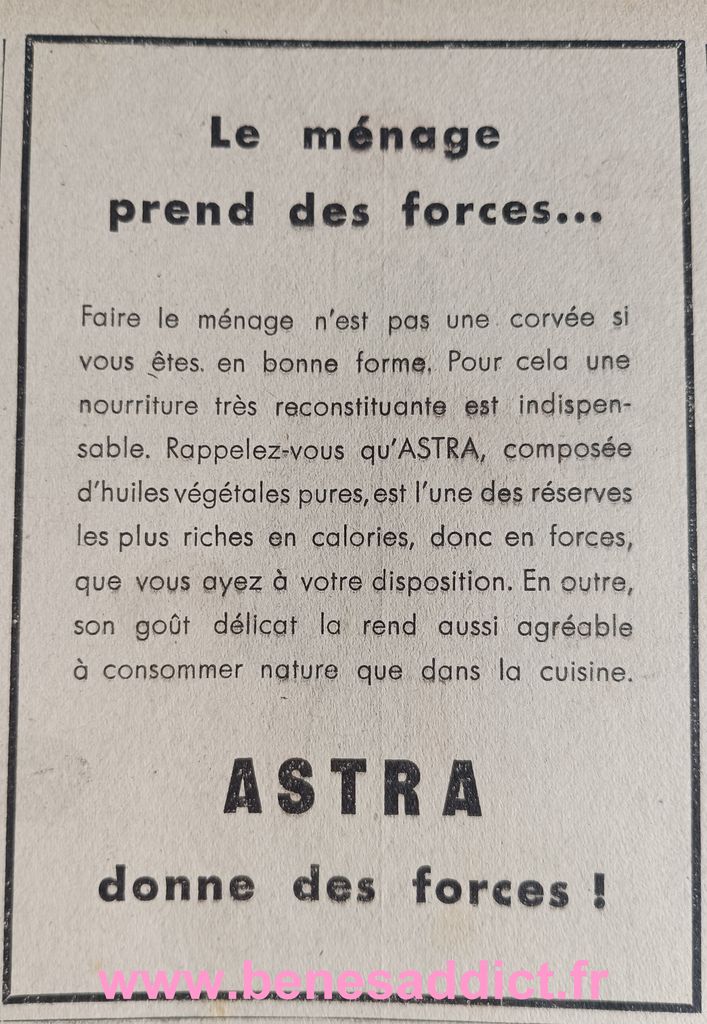 Le ménage
prend des forces...
Faire le ménage n'est pas une corvée si
vous êtes. en bonne forme. Pour cela une
nourriture très reconstituante est indispen-
sable. Rappelez-vous qu'ASTRA, composée
d'huiles végétales pures, est l'une des réserves
les plus riches en calories, donc en forces,
que vous ayez à votre disposition. En outre,
son goût délicat la rend aussi agréable
à consommer nature que dans la cuisine.
ASTRA
donne des forces !
www.benesaddict.fr